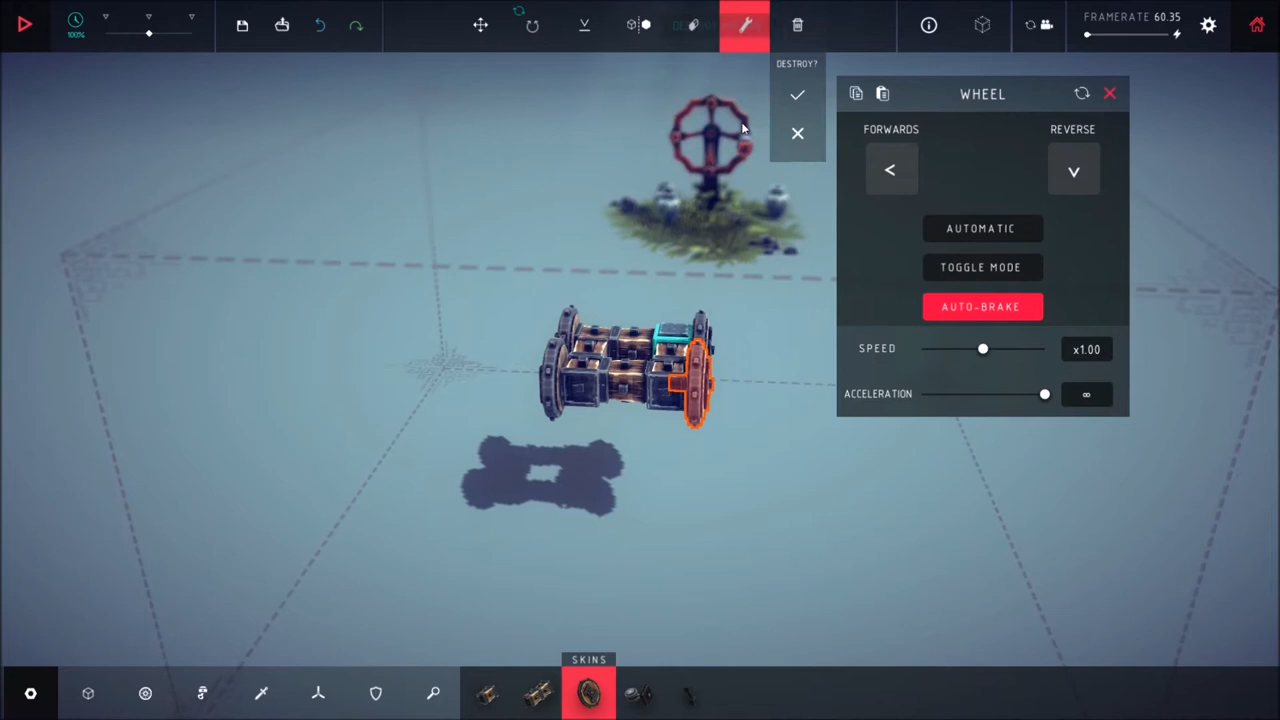 100%
FRAMERATE 60.35
DESTROY?
WHEEL
FORWARDS
REVERSE
<
v
AUTOMATIC
TOGGLE MODE
AUTO-BRAKE
SPEED
x1.00
ACCELERATION
∞
SKINS